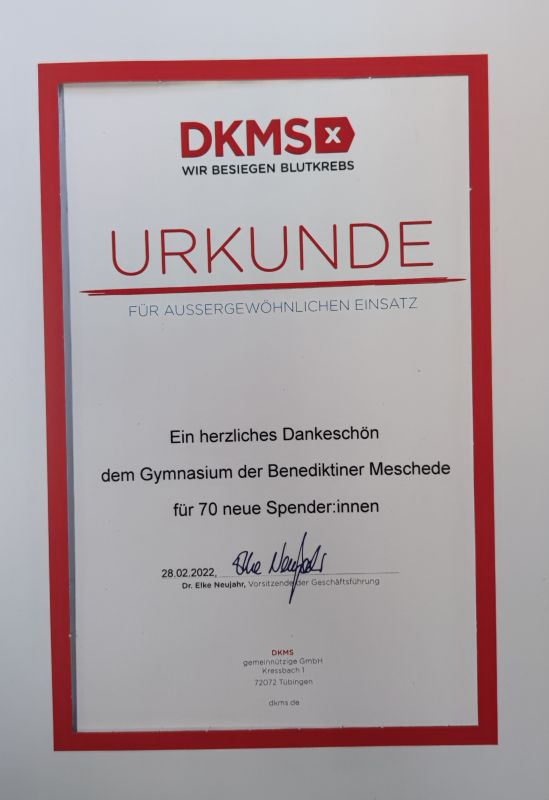 DKMS x
WIR BESIEGEN BLUTKREBS
URKUNDE
FÜR AUSSERGEWÖHNLICHEN EINSATZ
Ein herzliches Dankeschön
dem Gymnasium der Benediktiner Meschede
für 70 neue Spender:innen
28.02.2022, Elke Neujahr
Dr. Elke Neujahr, Vorsitzende der Geschäftsführung
DKMS
gemeinnützige GmbH
Kressbach 1
72072 Tübingen
dkms.de